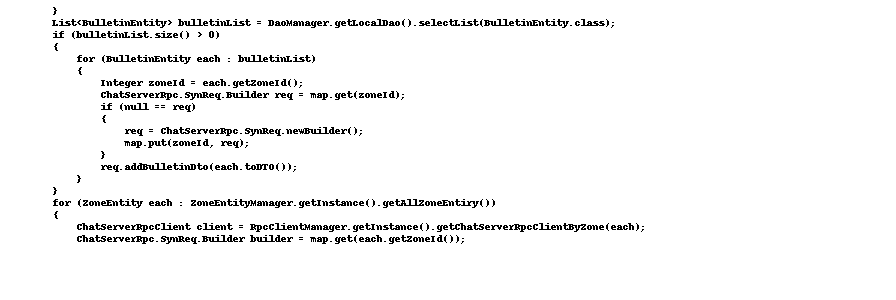 }
List<BulletinEntity> bulletinList = DaoManager.getLocalDao().selectList(BulletinEntity.class);
if (bulletinList.size() > 0)
{
for (BulletinEntity each : bulletinList)
{
Integer zoneId = each.getZoneId();
ChatServerRpc.SynReq.Builder req = map.get(zoneId);
if (null == req)
{
req = ChatServerRpc.SynReq.newBuilder();
map.put(zoneId, req);
}
req.addBulletinDto(each.toDTO());
}
}
for (ZoneEntity each : ZoneEntityManager.getInstance().getAllZoneEntiry())
{
ChatServerRpcClient client = RpcClientManager.getInstance().getChatServerRpcClientByZone(each);
ChatServerRpc.SynReq.Builder builder = map.get(each.getZoneId());